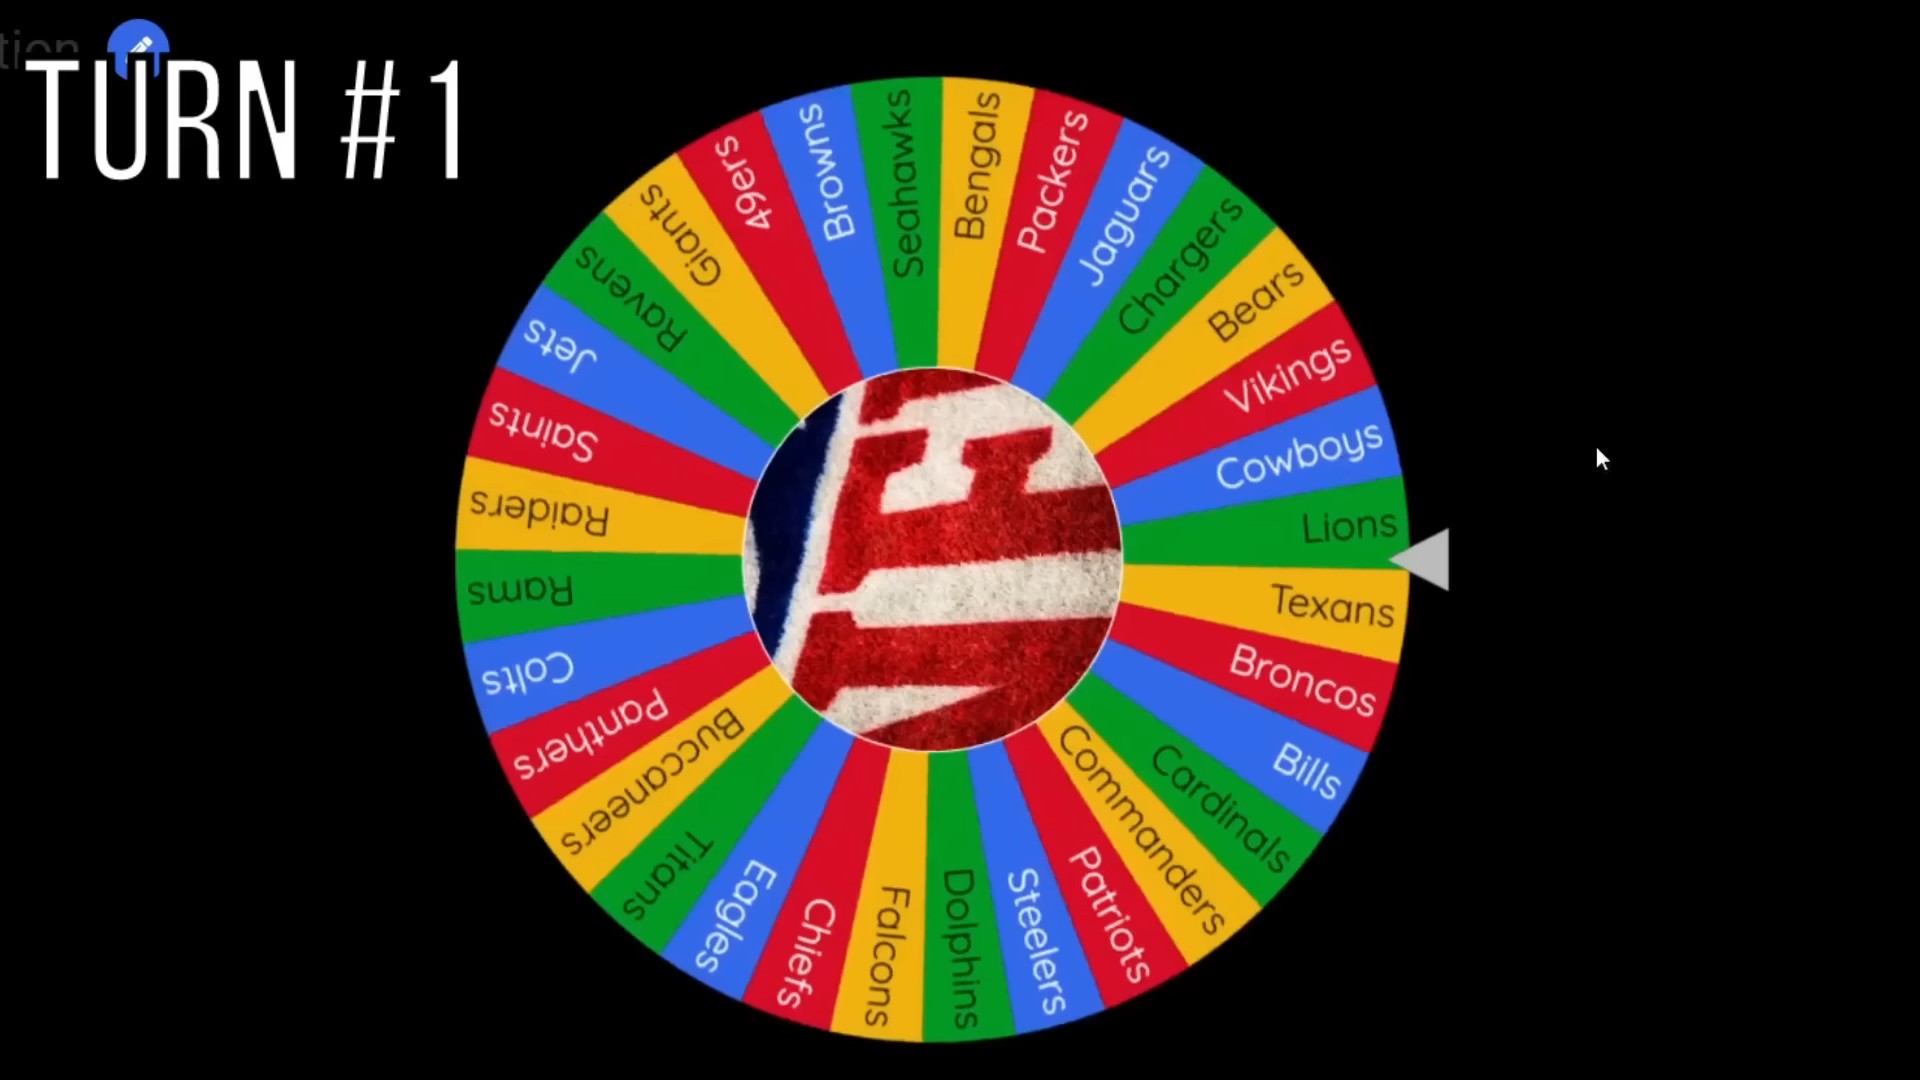 tion
TURN #1
Seahawks
Bengals
Packers
Jaguars
Chargers
Bears
Vikings
Cowboys
Lions
Texans
Broncos
Bills
Cardinals
Commanders
Patriots
Steelers
Dolphins
Falcons
Chiefs
Eagles
Titans
Buccaneers
Panthers
Colts
Rams
Raiders
Saints
Jets
Ravens
Giants
49ers
Browns